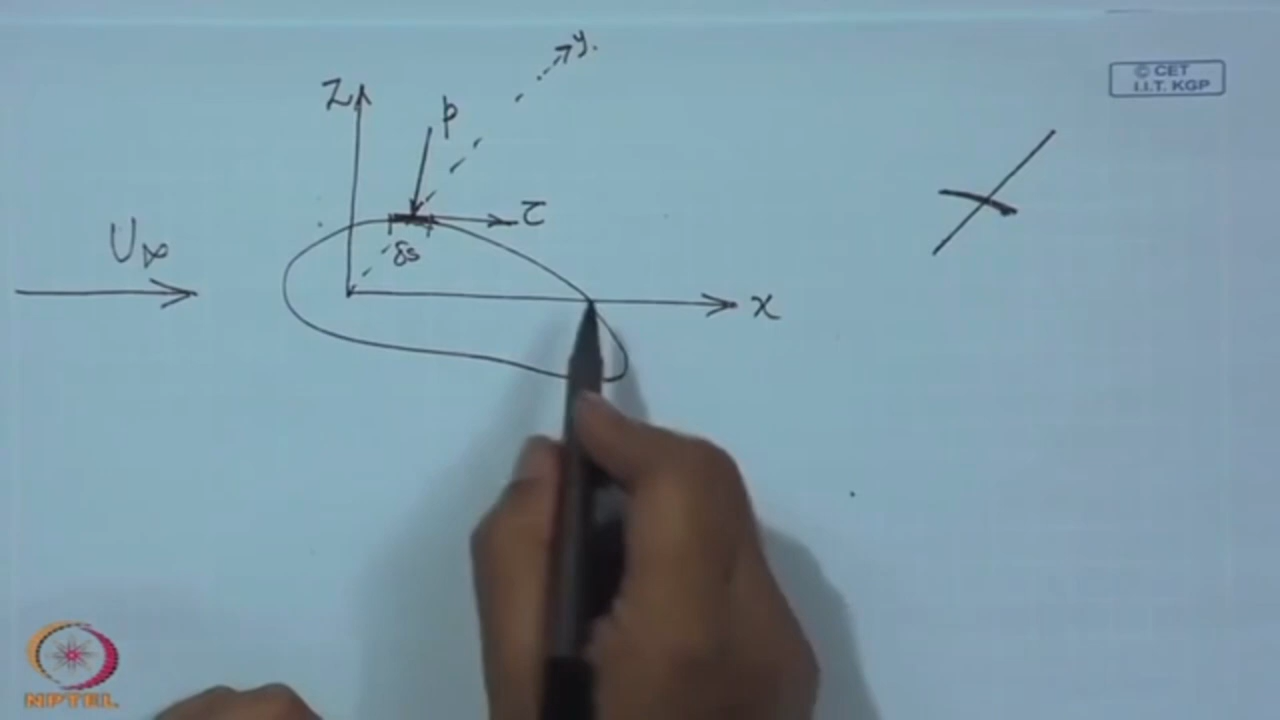 y.
Z
p
© CET
I.I.T. KGP
τ
U∞
δs
x
NPTEL